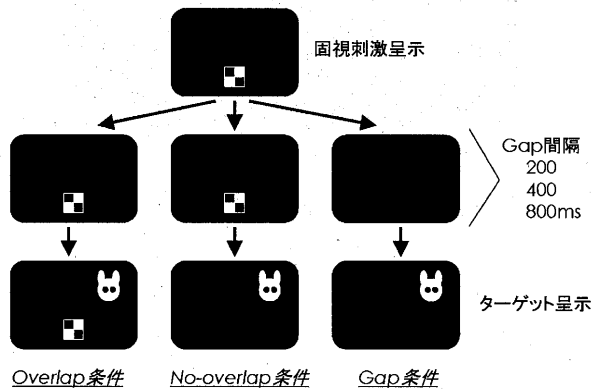 固視刺激呈示
Gap間隔
200
400
800ms
ターゲット呈示
Overlap条件
No-overlap条件
Gap条件